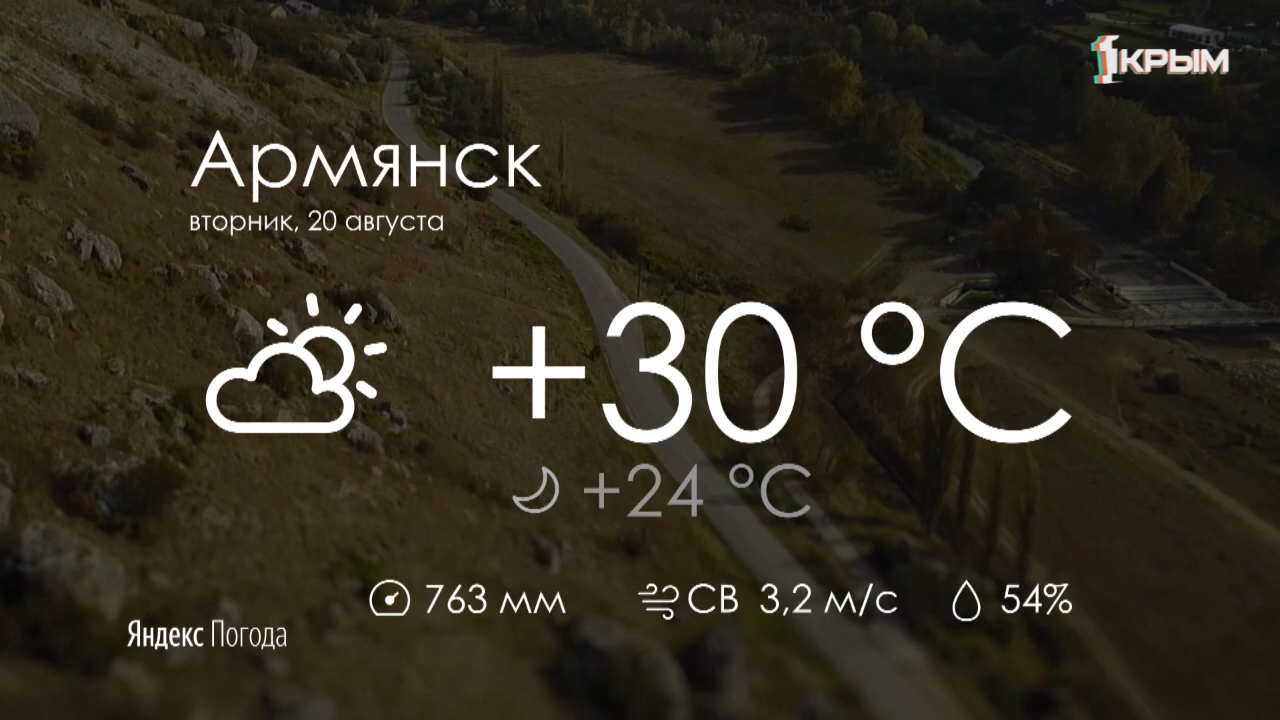 1КРЫМ
Армянск
вторник, 20 августа
+30 °C
+24 °C
763 мм СВ 3,2 м/с 54%
Яндекс Погода